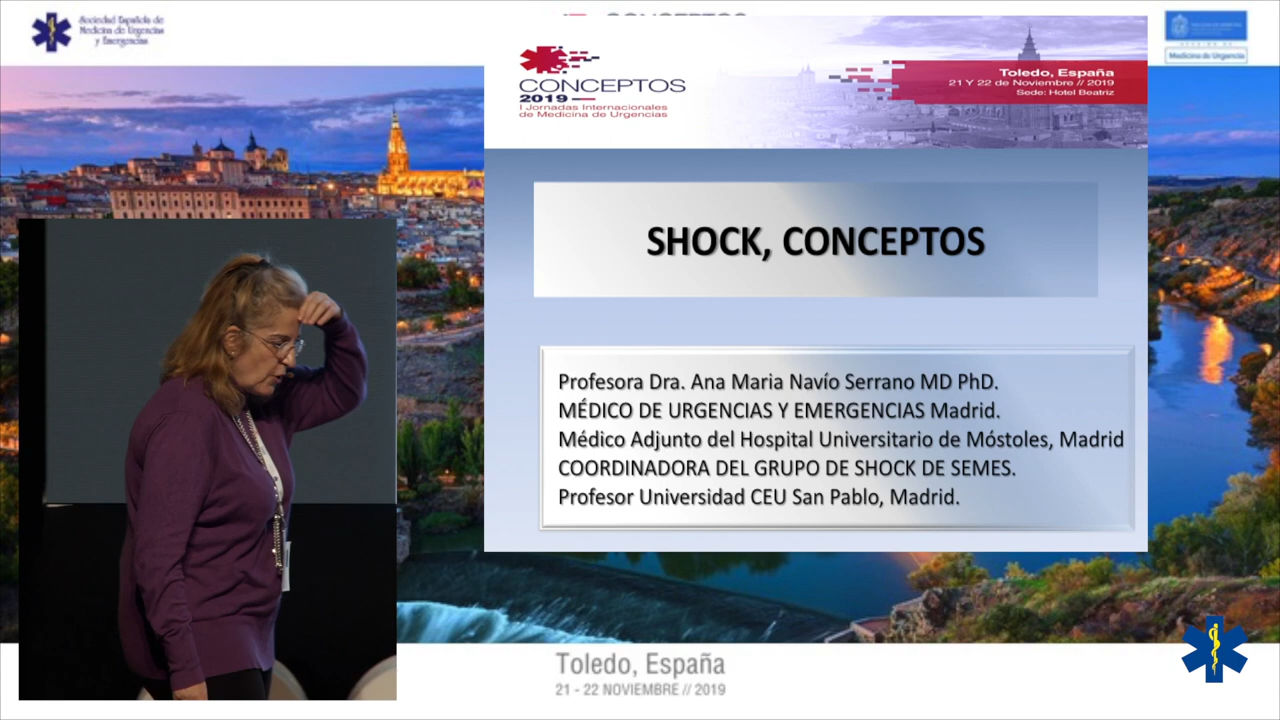 Sociedad Española de
Medicina de Urgencias
y Emergencias
CONCEPTOS
CONCEPTOS
2019
I Jornadas Internacionales
de Medicina de Urgencias
Toledo, España
21 Y 22 de Noviembre // 2019
Sede: Hotel Beatriz
Medicina de Urgencia
SHOCK, CONCEPTOS
Profesora Dra. Ana Maria Navío Serrano MD PhD.
MÉDICO DE URGENCIAS Y EMERGENCIAS Madrid.
Médico Adjunto del Hospital Universitario de Móstoles, Madrid
COORDINADORA DEL GRUPO DE SHOCK DE SEMES.
Profesor Universidad CEU San Pablo, Madrid.
Toledo, España
21 - 22 NOVIEMBRE // 2019